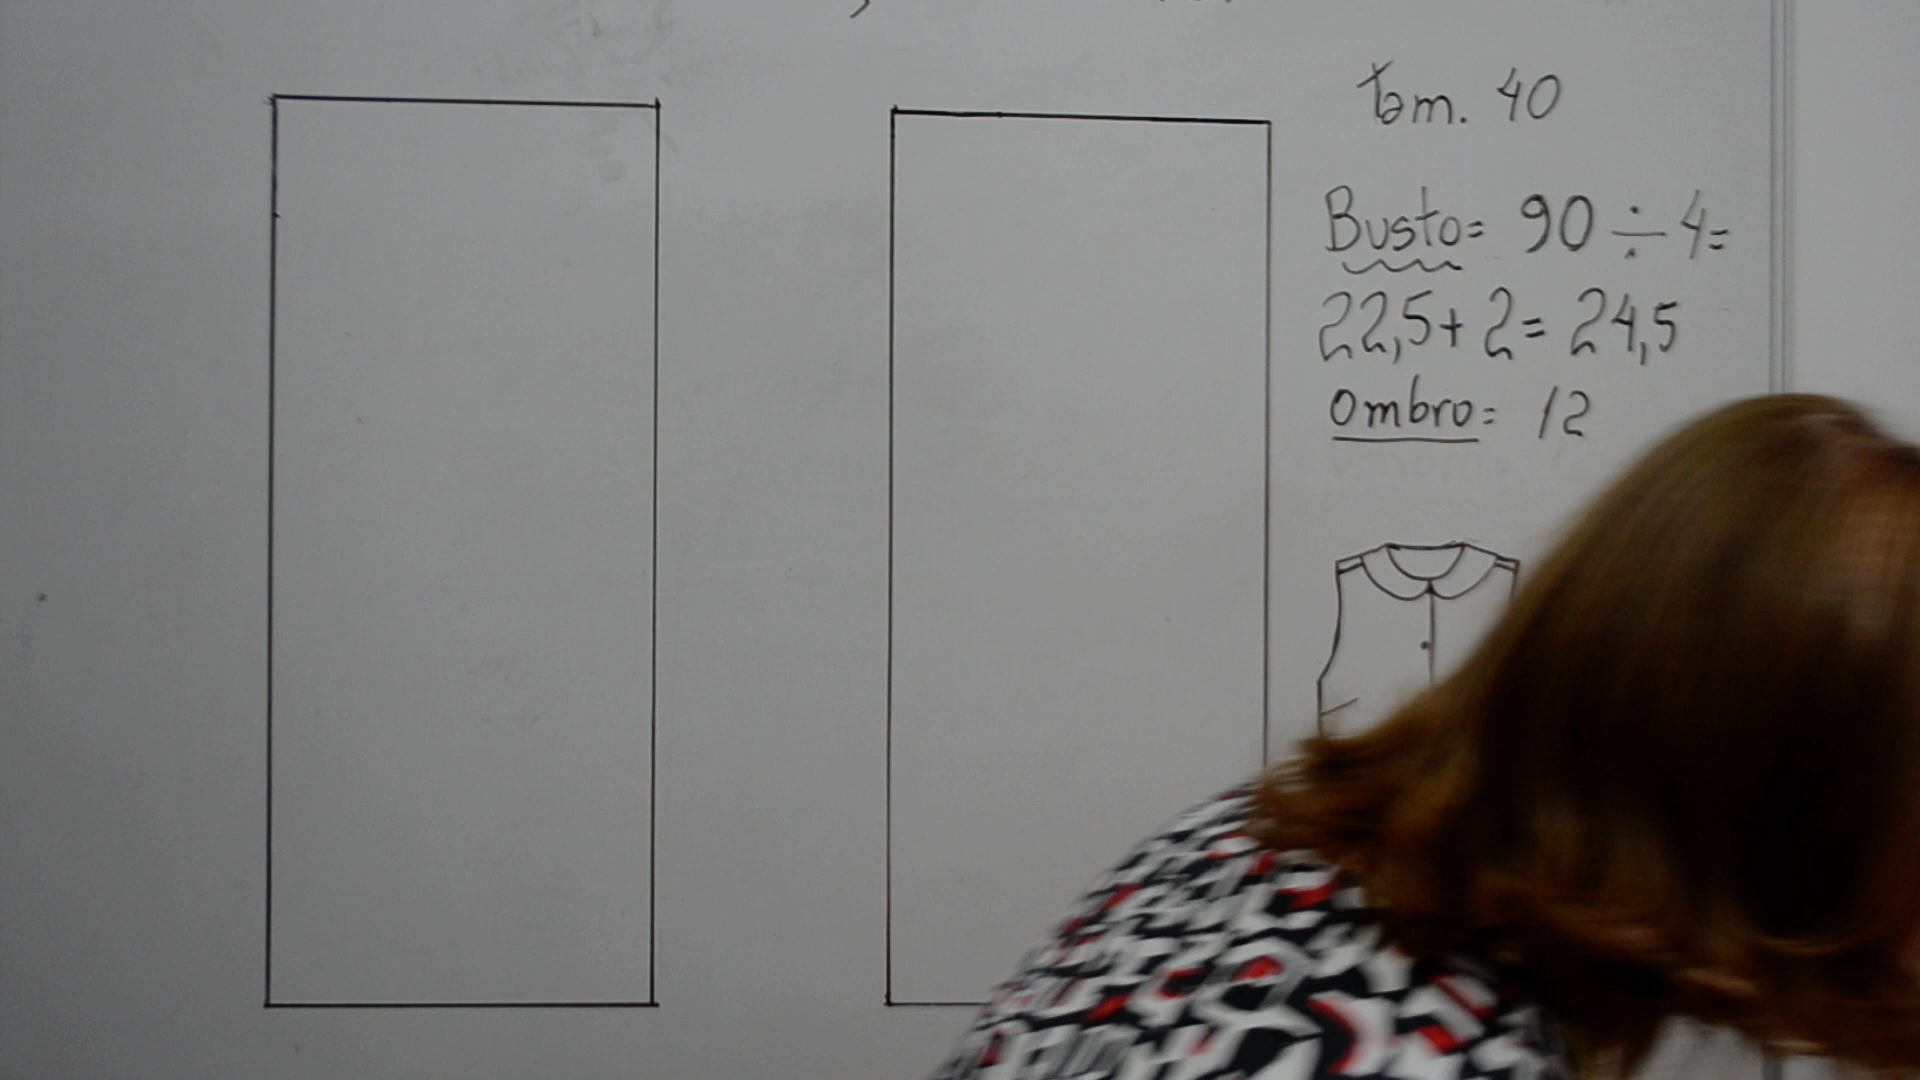 Tam. 40
Busto= 90 ÷ 4=
22,5+ 2= 24,5
Ombro= 12